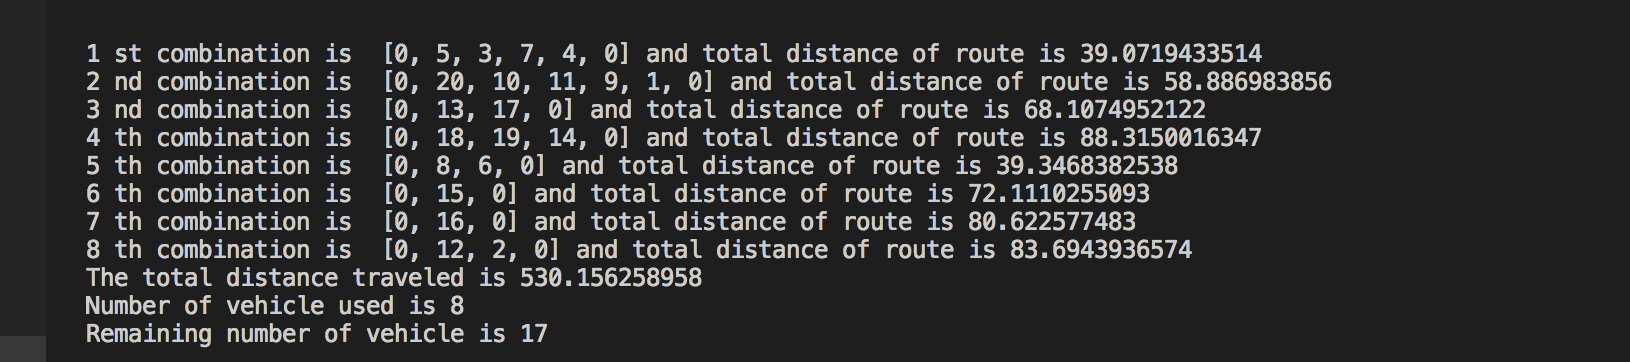 1 st combination is  [0, 5, 3, 7, 4, 0] and total distance of route is 39.0719433514
2 nd combination is  [0, 20, 10, 11, 9, 1, 0] and total distance of route is 58.886983856
3 nd combination is  [0, 13, 17, 0] and total distance of route is 68.1074952122
4 th combination is  [0, 18, 19, 14, 0] and total distance of route is 88.3150016347
5 th combination is  [0, 8, 6, 0] and total distance of route is 39.3468382538
6 th combination is  [0, 15, 0] and total distance of route is 72.1110255093
7 th combination is  [0, 16, 0] and total distance of route is 80.622577483
8 th combination is  [0, 12, 2, 0] and total distance of route is 83.6943936574
The total distance traveled is 530.156258958
Number of vehicle used is 8
Remaining number of vehicle is 17